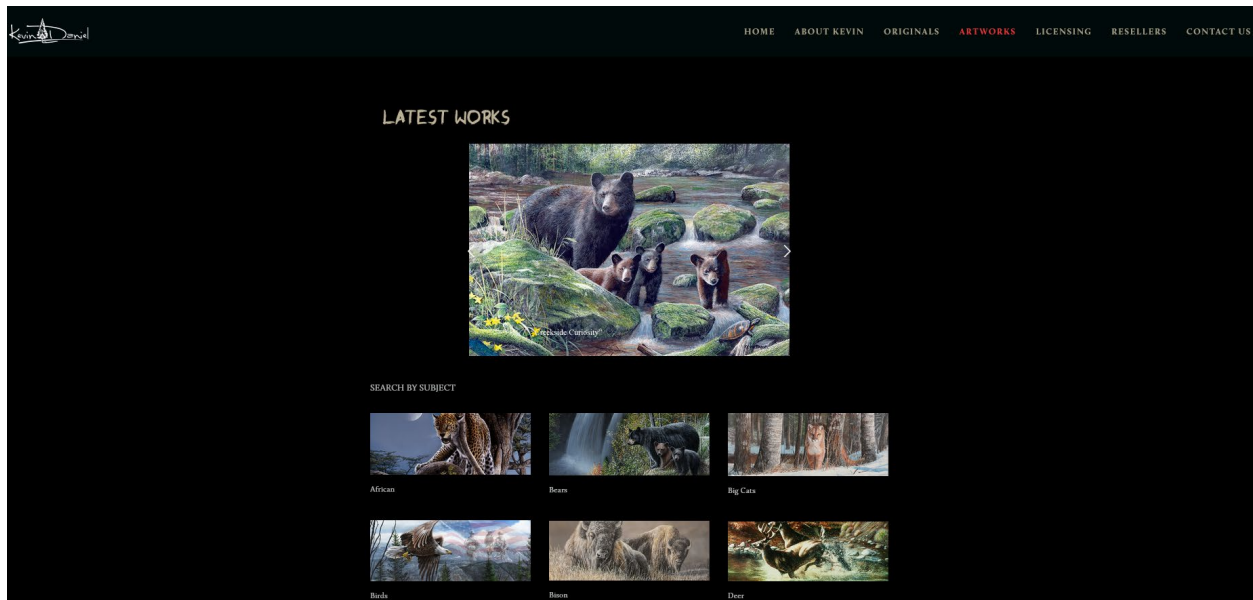 Kevin Daniel
HOME ABOUT KEVIN ORIGINALS ARTWORKS LICENSING RESELLERS CONTACT US
LATEST WORKS
"Creekside Curiosity"
SEARCH BY SUBJECT
African Bears Big Cats
Birds Bison Deer